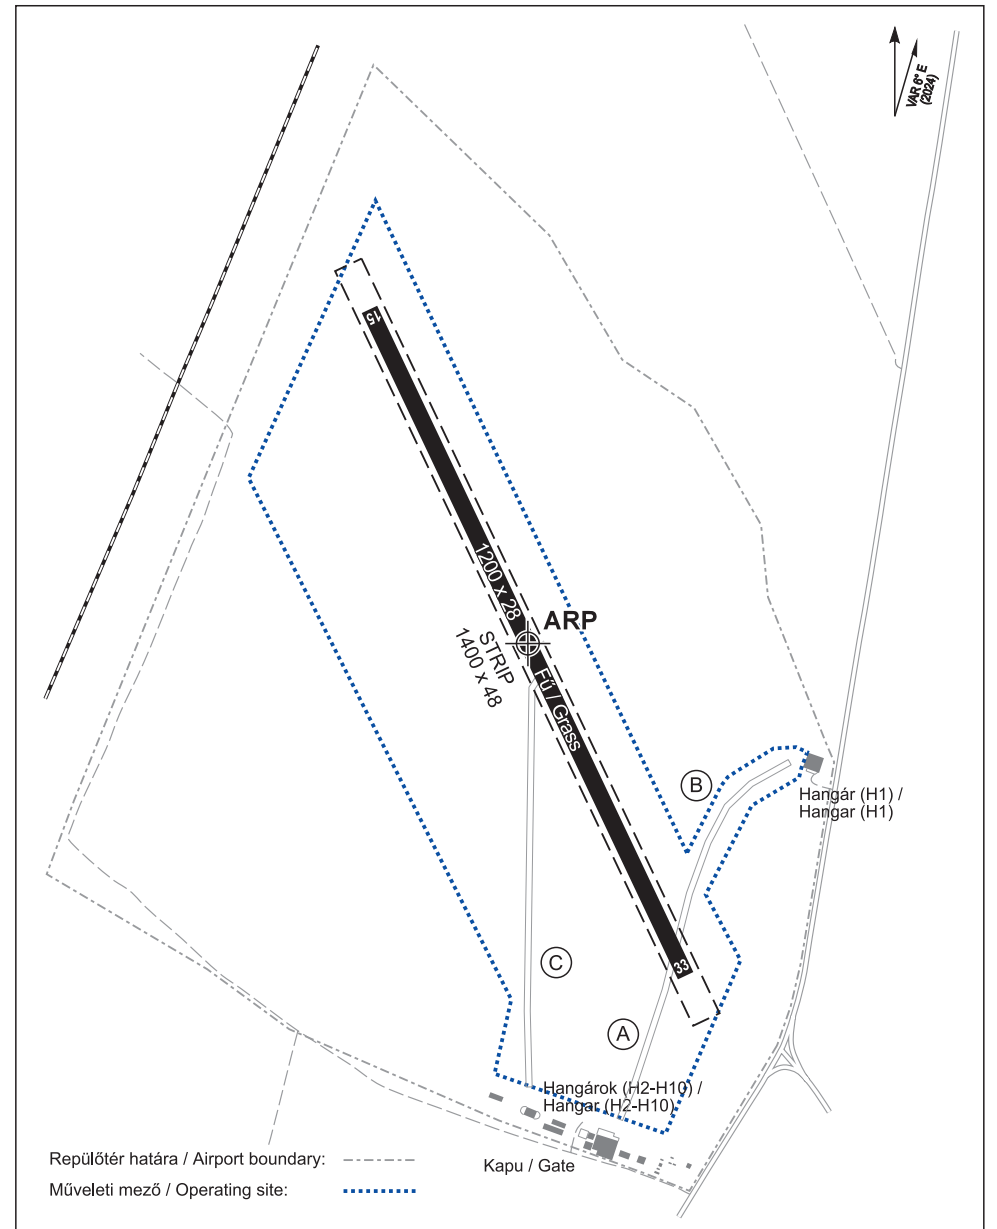 VAR 6° E
(2024)
15
1200 x 28
ARP
STRIP
1400 x 48
Fű / Grass
B
Hangár (H1) /
Hangar (H1)
C
33
A
Hangárok (H2-H10) /
Hangar (H2-H10)
Repülőtér határa / Airport boundary:
Kapu / Gate
Műveleti mező / Operating site: